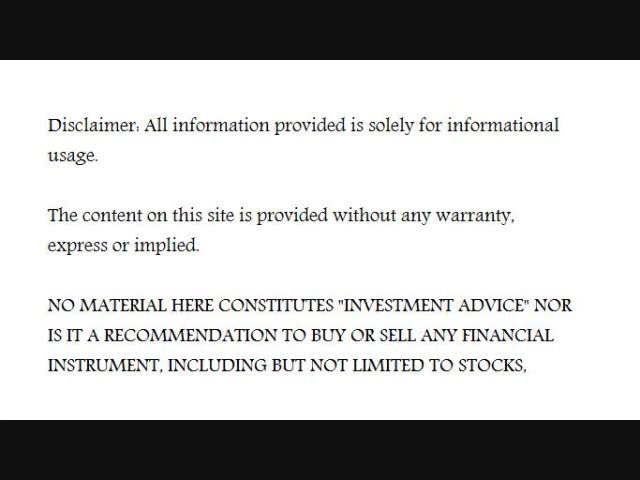 Disclaimer: All information provided is solely for informational
usage.
The content on this site is provided without any warranty,
express or implied.
NO MATERIAL HERE CONSTITUTES "INVESTMENT ADVICE" NOR
IS IT A RECOMMENDATION TO BUY OR SELL ANY FINANCIAL
INSTRUMENT, INCLUDING BUT NOT LIMITED TO STOCKS,